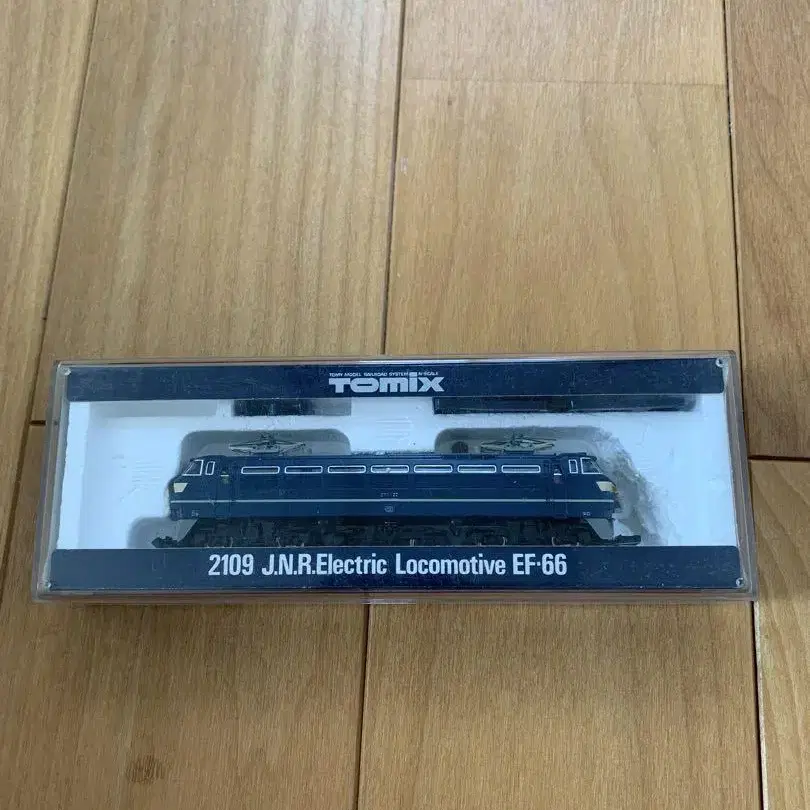 TOMY MODEL RAILROAD SYSTEM N-SCALE
TOMIX
2109 J.N.R.Electric Locomotive EF·66